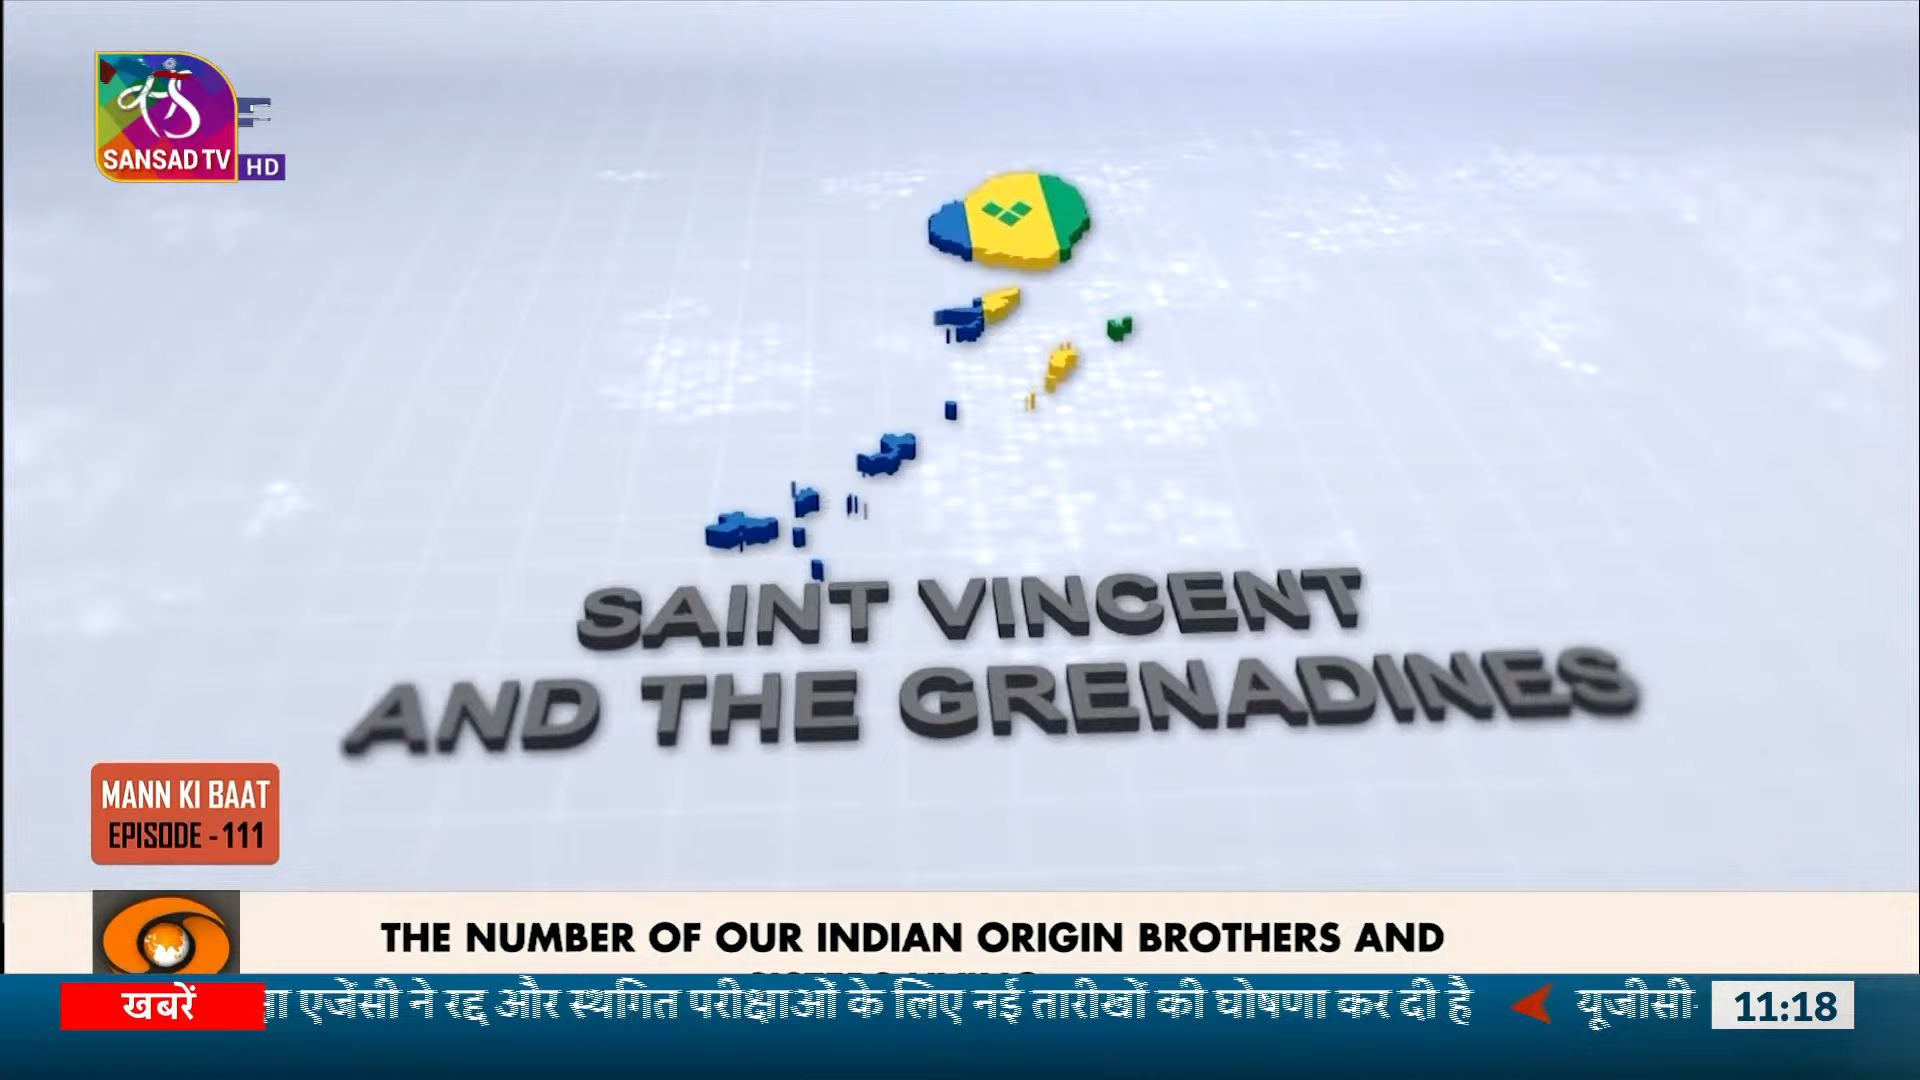 SANSAD TV
HD
SAINT VINCENT
AND THE GRENADINES
MANN KI BAAT
EPISODE - 111
THE NUMBER OF OUR INDIAN ORIGIN BROTHERS AND
खबरें
एजेंसी ने रद्द और स्थगित परीक्षाओं के लिए नई तारीखों की घोषणा कर दी है
यूजीसी
11:18